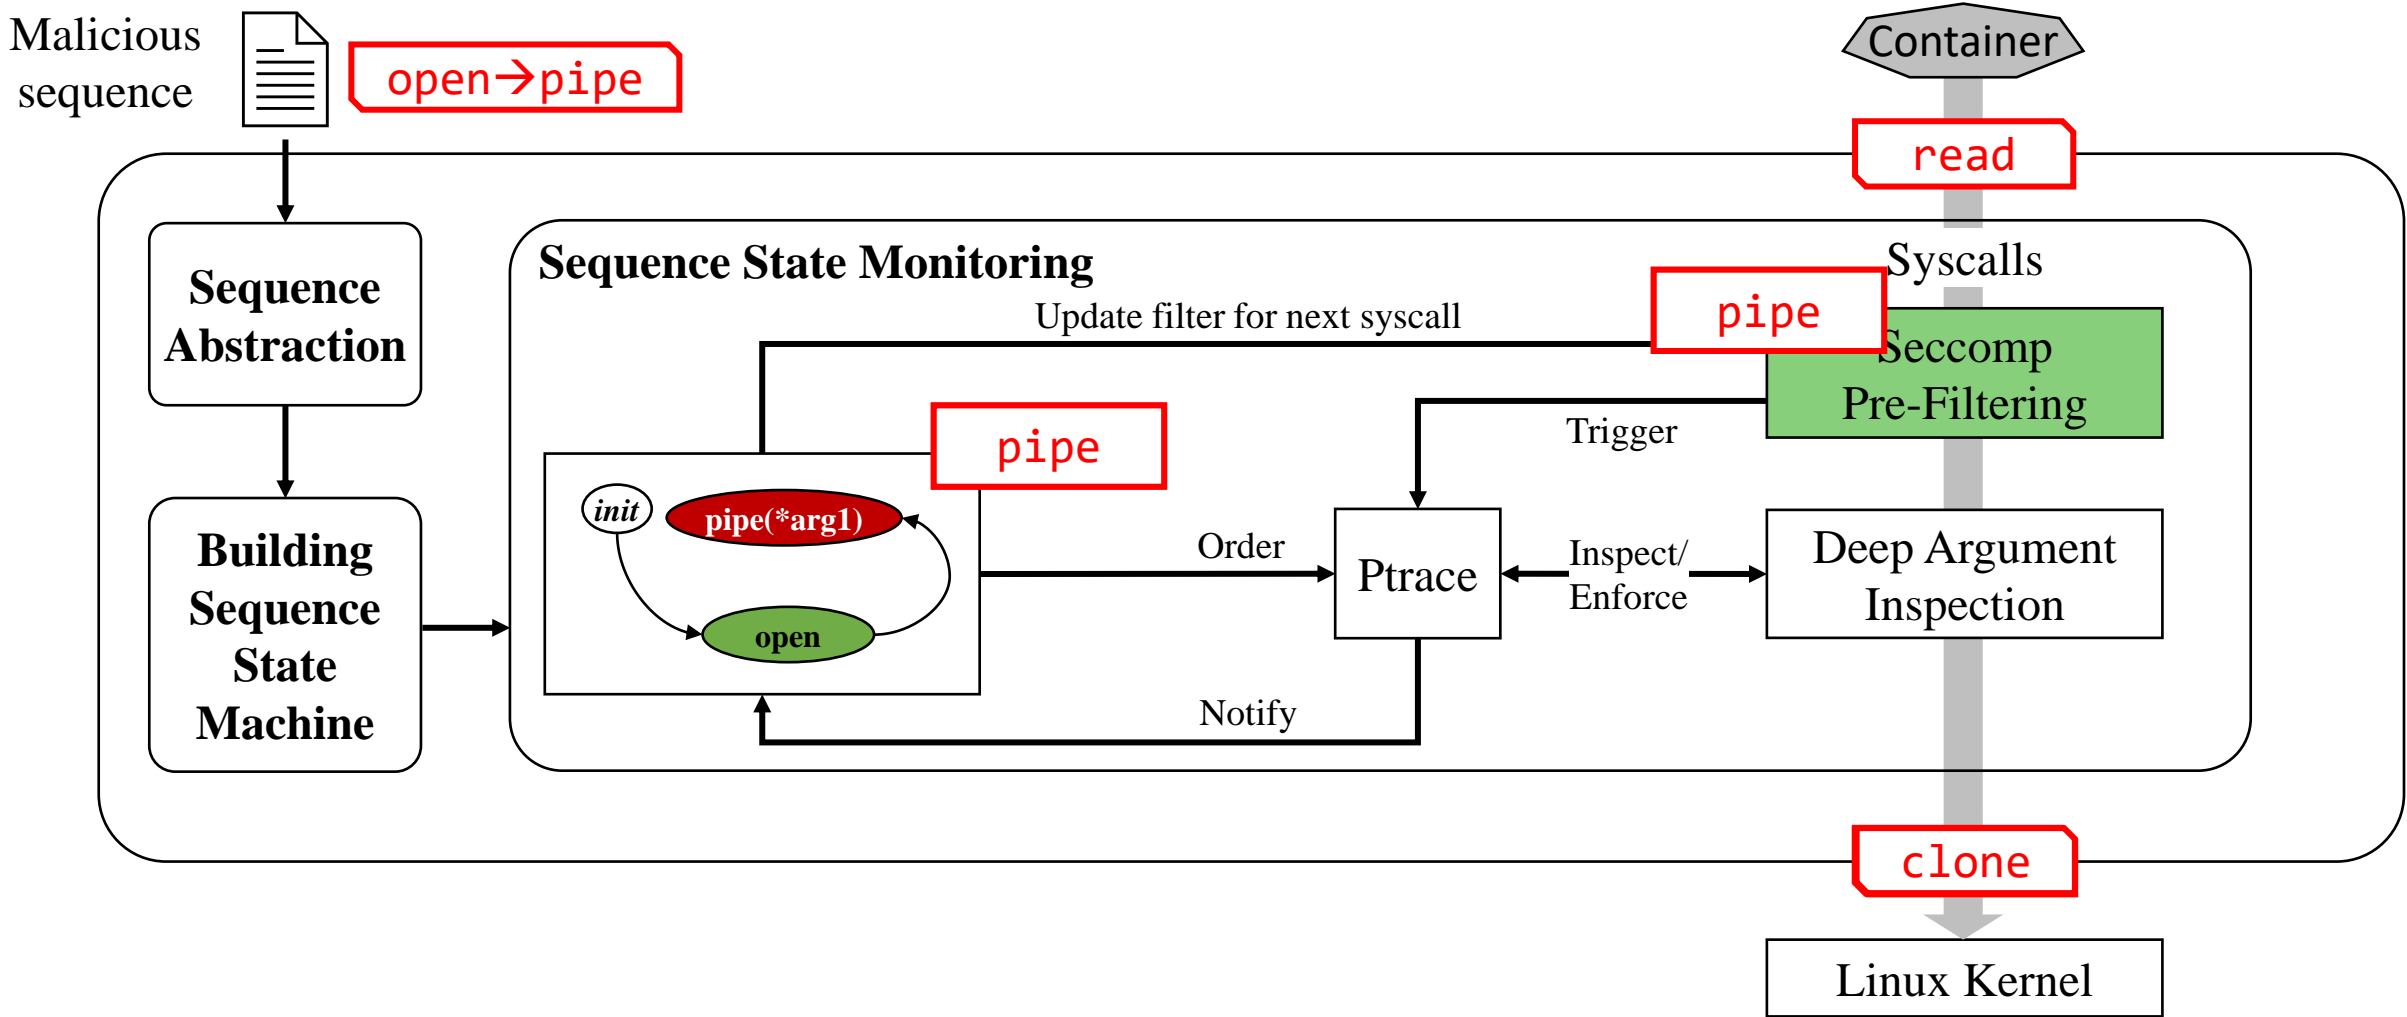 Malicious
sequence
open→pipe
Container
read
Syscalls
Sequence State Monitoring
Sequence
Abstraction
Update filter for next syscall
pipe
Seccomp
Pre-Filtering
Trigger
pipe
init
pipe(*arg1)
open
Building
Sequence
State
Machine
Order
Ptrace
Inspect/
Enforce
Deep Argument
Inspection
Notify
clone
Linux Kernel